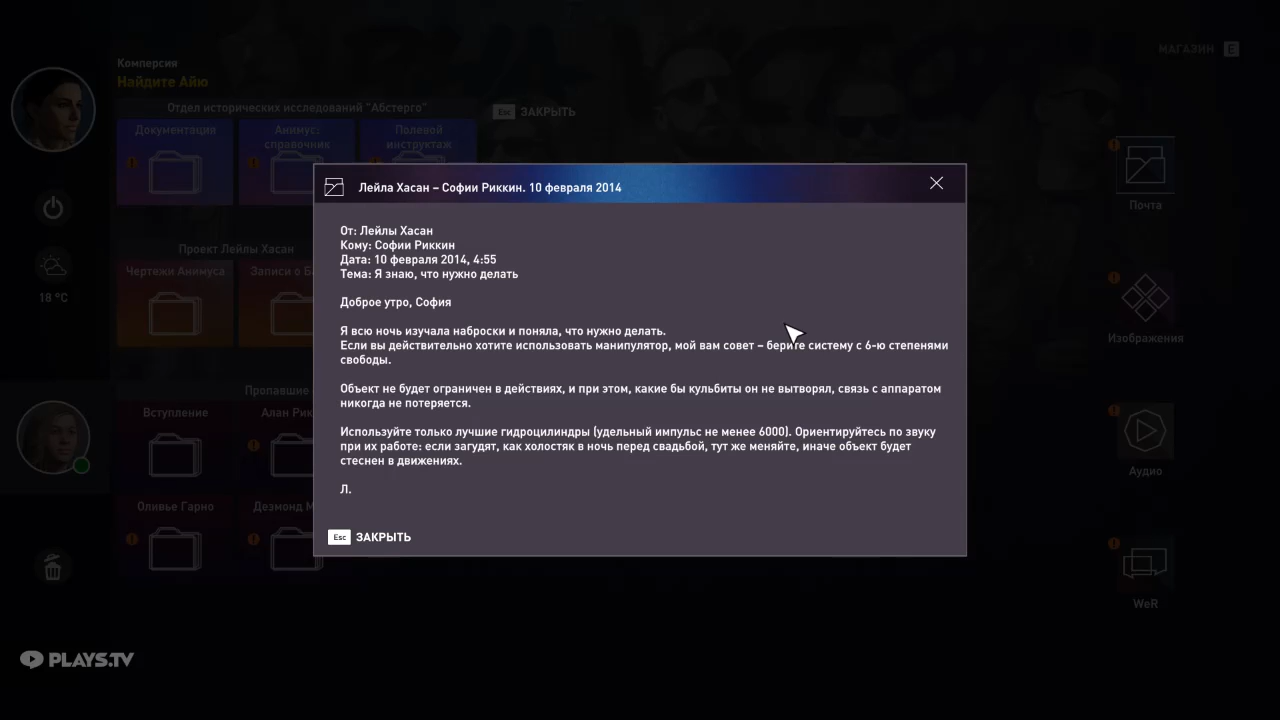 Комперсия
Найдите Айю
МАГАЗИН E
Отдел исторических исследований "Абстерго"
Esc ЗАКРЫТЬ
Документация
Анимус:
справочник
Полевой
инструктаж
Лейла Хасан – Софии Риккин. 10 февраля 2014
От: Лейлы Хасан
Кому: Софии Риккин
Дата: 10 февраля 2014, 4:55
Тема: Я знаю, что нужно делать
Доброе утро, София
Я всю ночь изучала наброски и поняла, что нужно делать.
Если вы действительно хотите использовать манипулятор, мой вам совет – берите систему с 6-ю степенями
свободы.
Объект не будет ограничен в действиях, и при этом, какие бы кульбиты он не вытворял, связь с аппаратом
никогда не потеряется.
Используйте только лучшие гидроцилиндры (удельный импульс не менее 6000). Ориентируйтесь по звуку
при их работе: если загудят, как холостяк в ночь перед свадьбой, тут же меняйте, иначе объект будет
стеснен в движениях.
Л.
Esc ЗАКРЫТЬ
Проект Лейлы Хасан
Чертежи Анимуса
Записи о Б
18 °C
Пропавшие
Вступление
Алан Рик
Оливье Гарно
Дезмонд М
Почта
Изображения
Аудио
WeR
PLAYS.TV